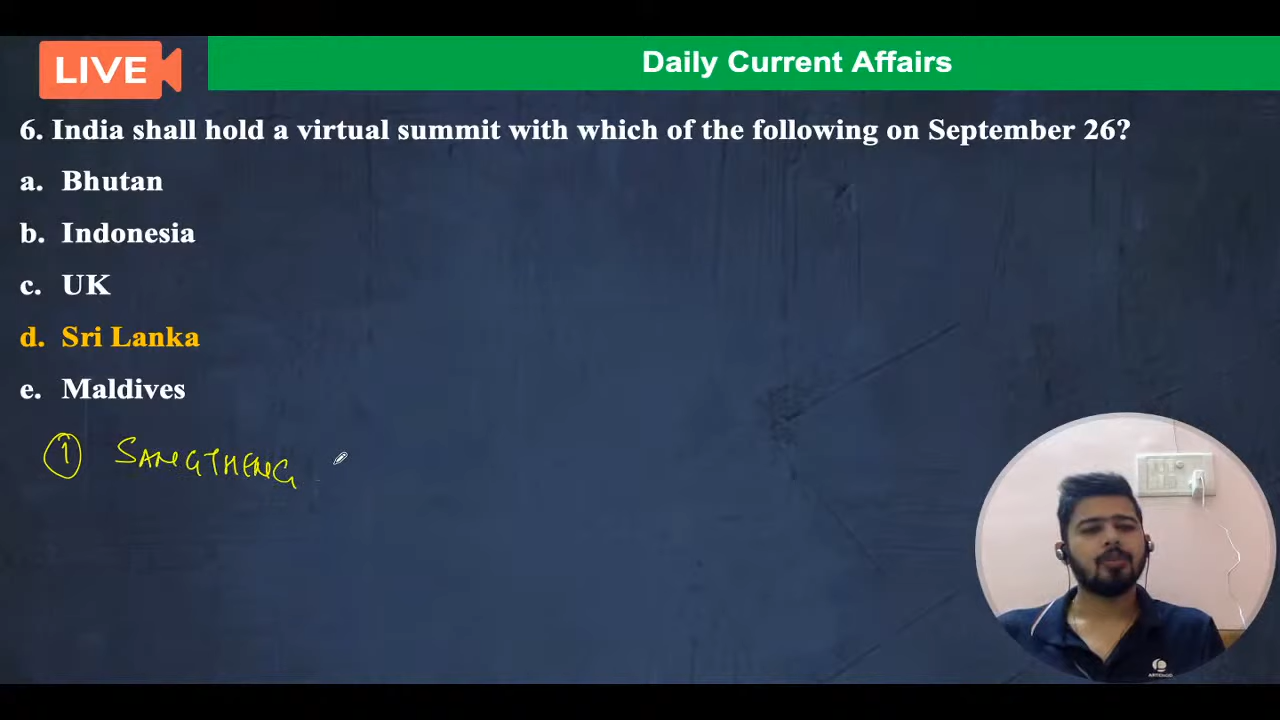 LIVE
Daily Current Affairs
6. India shall hold a virtual summit with which of the following on September 26?
a. Bhutan
b. Indonesia
c. UK
d. Sri Lanka
e. Maldives
1 SANGTHENG